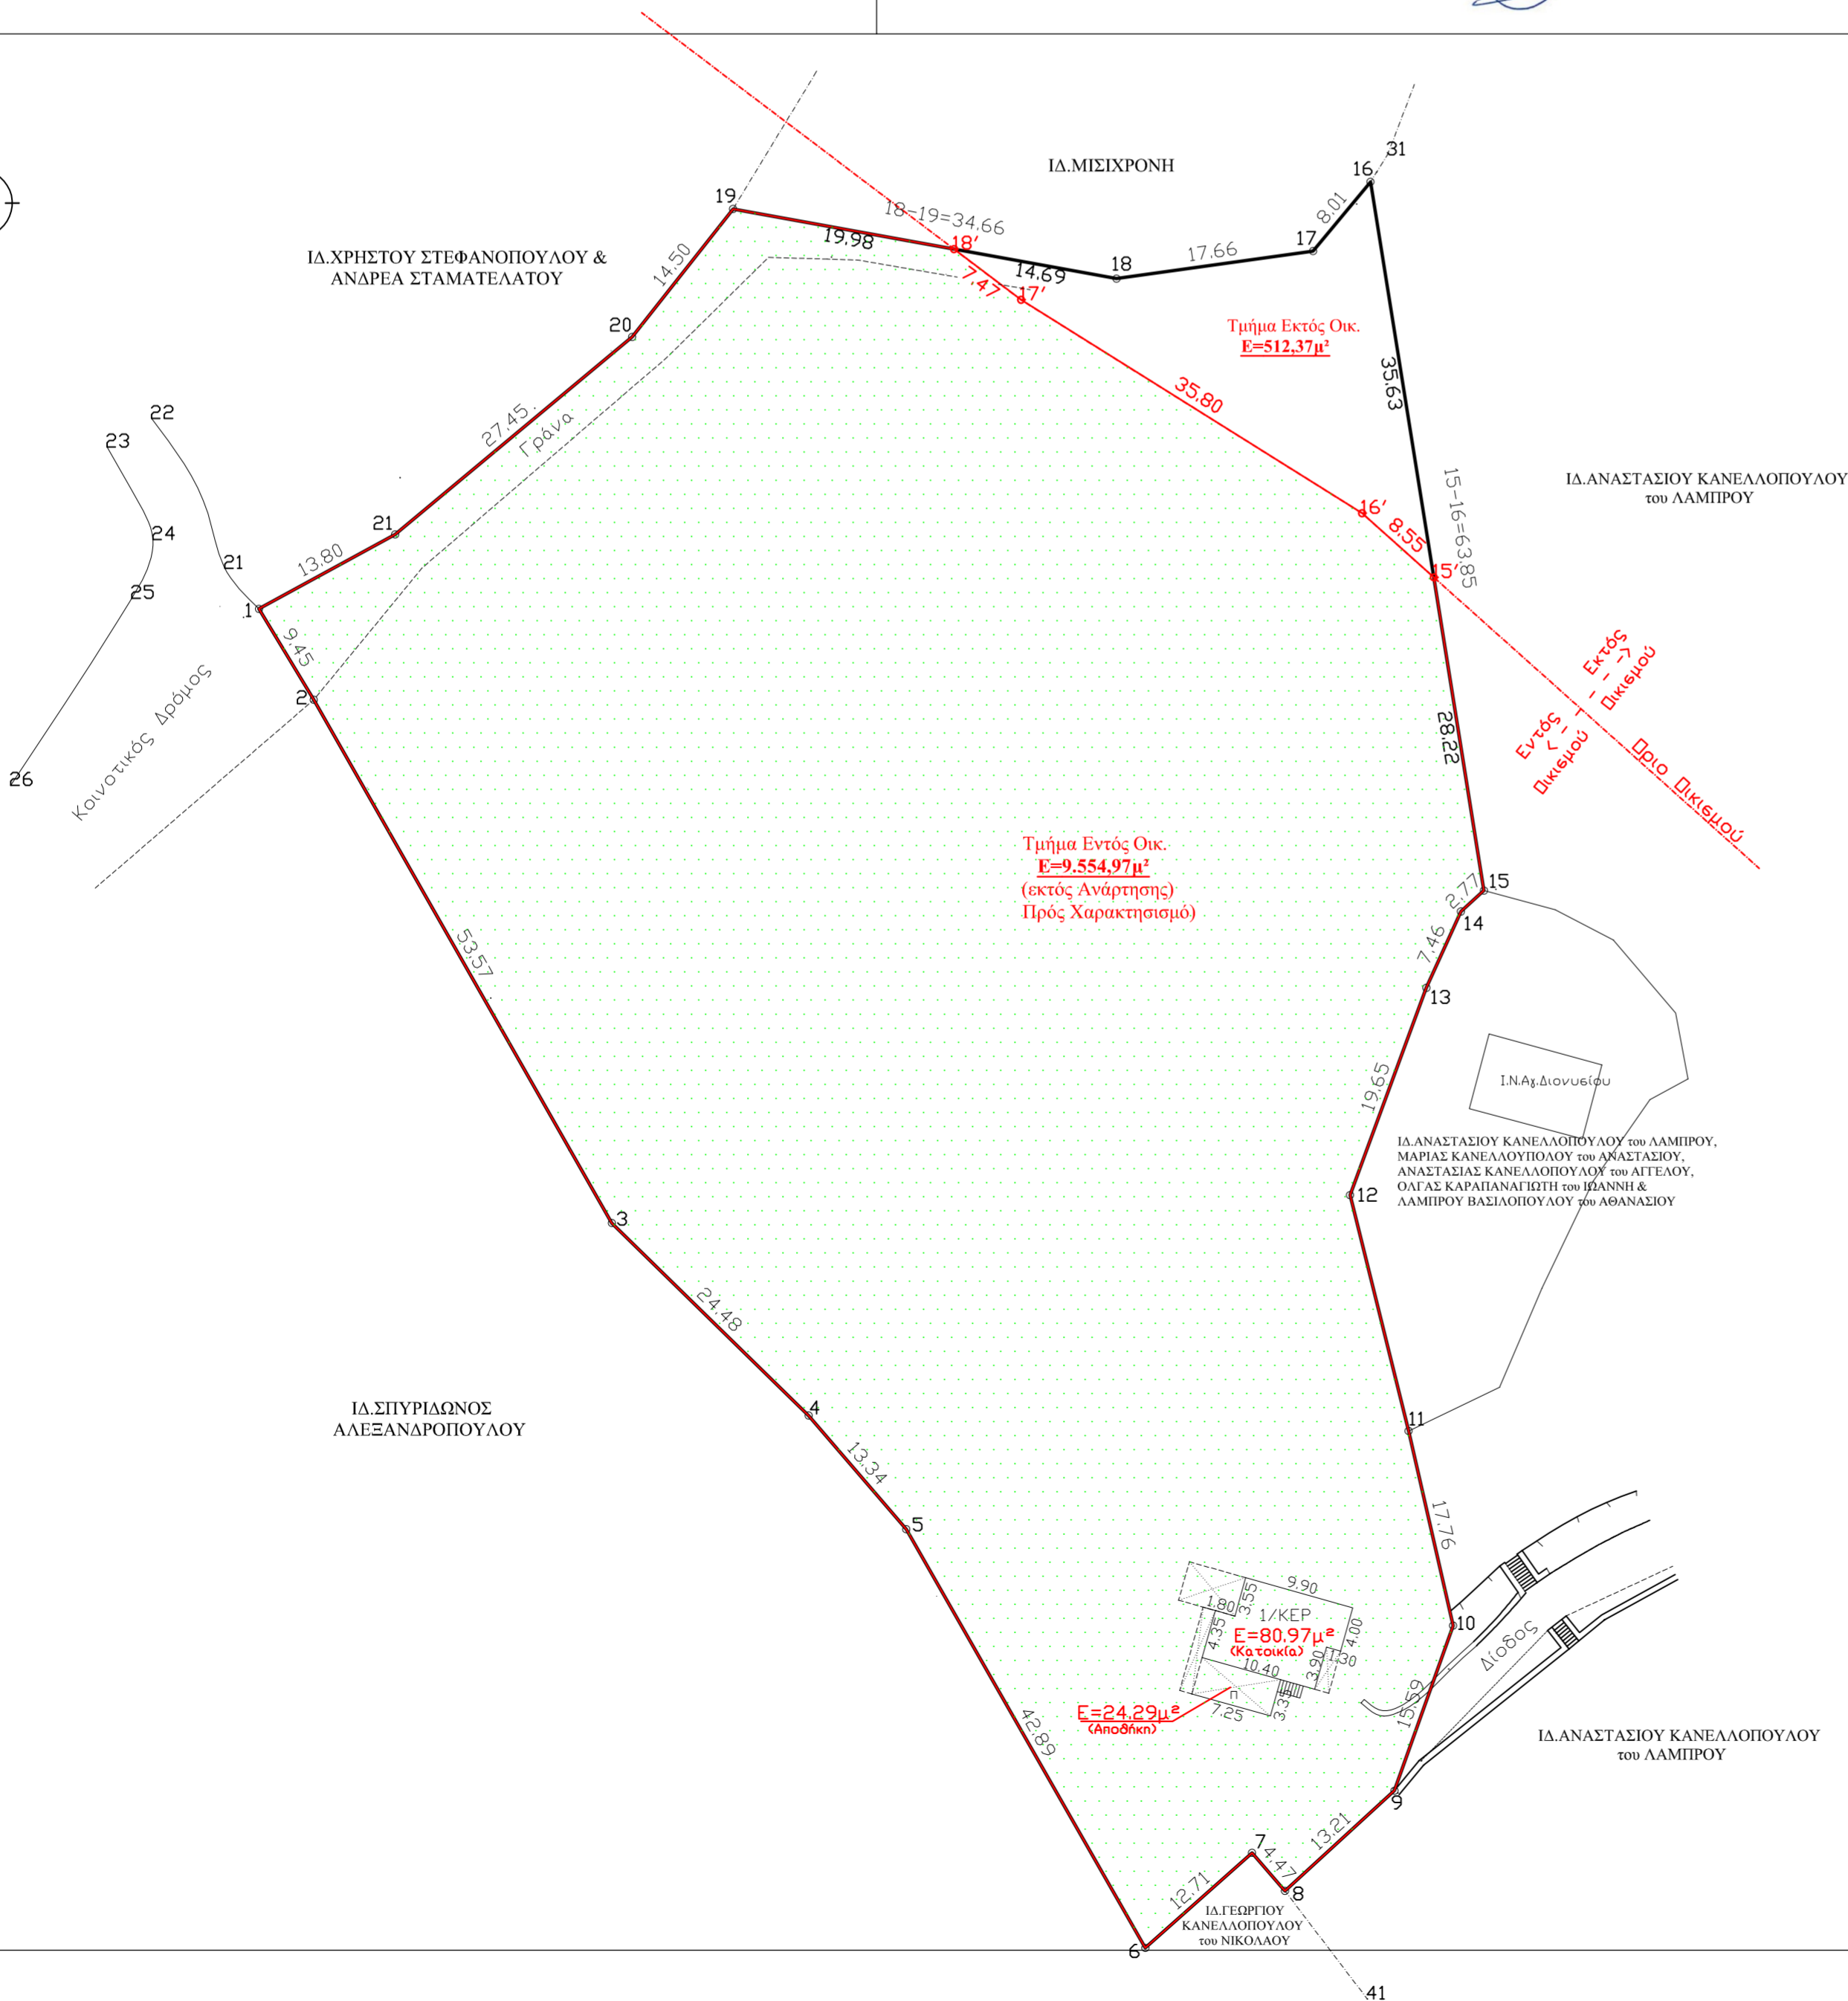 31
16
ΙΔ.ΜΙΣΙΧΡΟΝΗ
8.01
19
18-19=34.66
19.98
18'
17
17.66
18
14.69
7.47
17'
ΙΔ.ΧΡΗΣΤΟΥ ΣΤΕΦΑΝΟΠΟΥΛΟΥ &
ΑΝΔΡΕΑ ΣΤΑΜΑΤΕΛΑΤΟΥ
14.50
20
Τμήμα Εκτός Οικ.
Ε=512,37μ²
35.63
35.80
27.45
Γράνα
22
23
24
25
21
26
21
13.80
1
9.45
2
Κοινοτικός Δρόμος
16'
8.55
15'
15-16=63.85
ΙΔ.ΑΝΑΣΤΑΣΙΟΥ ΚΑΝΕΛΛΟΠΟΥΛΟΥ
του ΛΑΜΠΡΟΥ
Εκτός
Οικισμού
Εντός
Οικισμού
Οριο Οικισμού
28.22
Τμήμα Εντός Οικ.
Ε=9.554,97μ²
(εκτός Ανάρτησης)
Πρός Χαρακτησισμό)
15
2.77
14
7.46
13
53.57
19.65
Ι.Ν.Αγ.Διονυσίου
ΙΔ.ΑΝΑΣΤΑΣΙΟΥ ΚΑΝΕΛΛΟΠΟΥΛΟΥ του ΛΑΜΠΡΟΥ,
ΜΑΡΙΑΣ ΚΑΝΕΛΛΟΥΠΟΛΟΥ του ΑΝΑΣΤΑΣΙΟΥ,
ΑΝΑΣΤΑΣΙΑΣ ΚΑΝΕΛΛΟΠΟΥΛΟΥ του ΑΓΓΕΛΟΥ,
ΟΛΓΑΣ ΚΑΡΑΠΑΝΑΓΙΩΤΗ του ΙΩΑΝΝΗ &
ΛΑΜΠΡΟΥ ΒΑΣΙΛΟΠΟΥΛΟΥ του ΑΘΑΝΑΣΙΟΥ
12
3
24.48
ΙΔ.ΣΠΥΡΙΔΩΝΟΣ
ΑΛΕΞΑΝΔΡΟΠΟΥΛΟΥ
4
11
13.34
5
17.76
9.90
3.55
1.80
1/ΚΕΡ
Ε=80.97μ²
(Κατοικία)
4.35
4.00
10.40
3.90
1.30
Π
7.25
3.35
Ε=24.29μ²
(Αποθήκη)
10
Δίοδος
15.59
42.89
ΙΔ.ΑΝΑΣΤΑΣΙΟΥ ΚΑΝΕΛΛΟΠΟΥΛΟΥ
του ΛΑΜΠΡΟΥ
9
13.21
7
4.47
8
12.71
ΙΔ.ΓΕΩΡΓΙΟΥ
ΚΑΝΕΛΛΟΠΟΥΛΟΥ
του ΝΙΚΟΛΑΟΥ
6
41